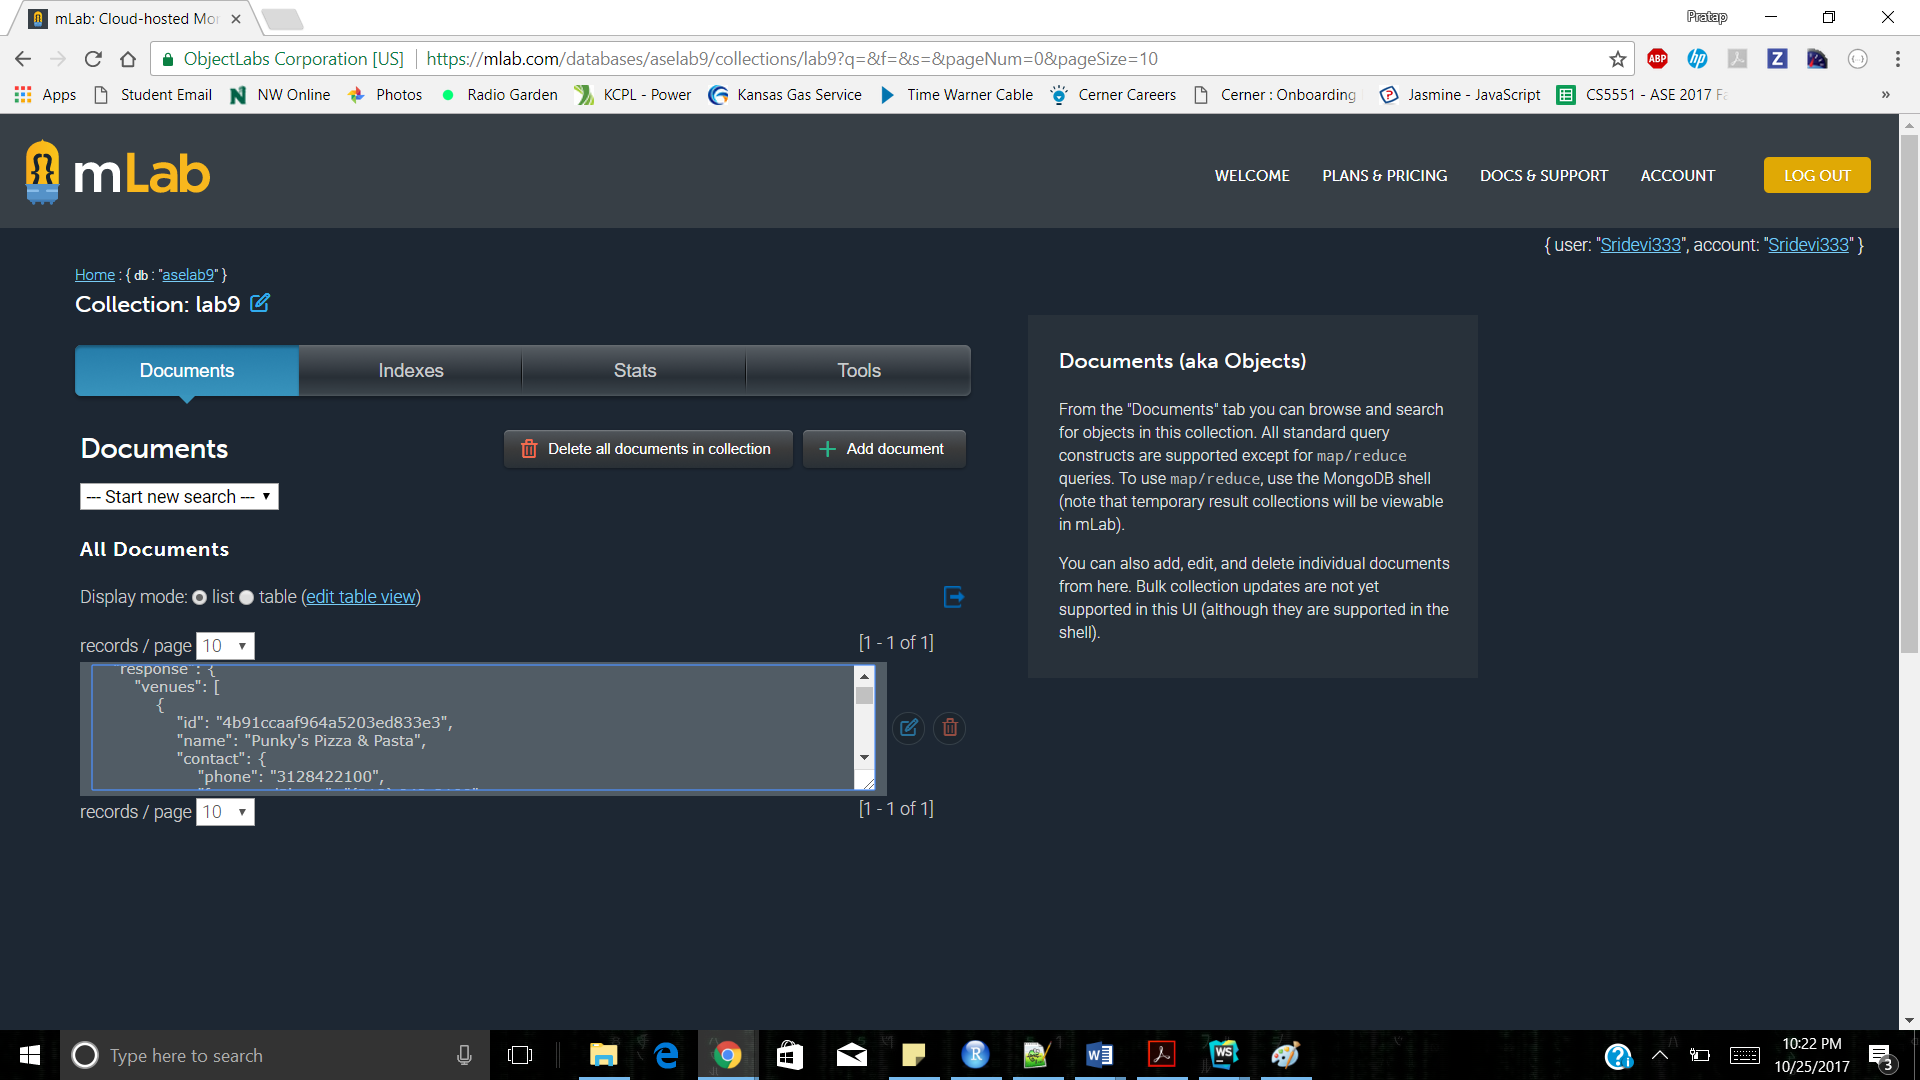 mLab: Cloud-hosted Mor
Pratap
ObjectLabs Corporation [US]
https://mlab.com/databases/aselab9/collections/lab9?q=&f=&s=&pageNum=0&pageSize=10
ABP
hp
Z
Apps
Student Email
NW Online
Photos
Radio Garden
KCPL - Power
Kansas Gas Service
Time Warner Cable
Cerner Careers
Cerner : Onboarding
Jasmine - JavaScript
CS5551 - ASE 2017 Fa
»
mLab
WELCOME
PLANS & PRICING
DOCS & SUPPORT
ACCOUNT
LOG OUT
{ user: "Sridevi333", account: "Sridevi333" }
Home : { db : "aselab9" }
Collection: lab9
Documents
Indexes
Stats
Tools
Documents
Delete all documents in collection
Add document
--- Start new search ---
All Documents
Display mode: list table (edit table view)
records / page 10
[1 - 1 of 1]
response": {
"venues": [
{
"id": "4b91ccaaf964a5203ed833e3",
"name": "Punky's Pizza & Pasta",
"contact": {
"phone": "3128422100",
records / page 10
[1 - 1 of 1]
Documents (aka Objects)
From the "Documents" tab you can browse and search
for objects in this collection. All standard query
constructs are supported except for map/reduce
queries. To use map/reduce, use the MongoDB shell
(note that temporary result collections will be viewable
in mLab).
You can also add, edit, and delete individual documents
from here. Bulk collection updates are not yet
supported in this UI (although they are supported in the
shell).
Type here to search
10:22 PM
10/25/2017
3